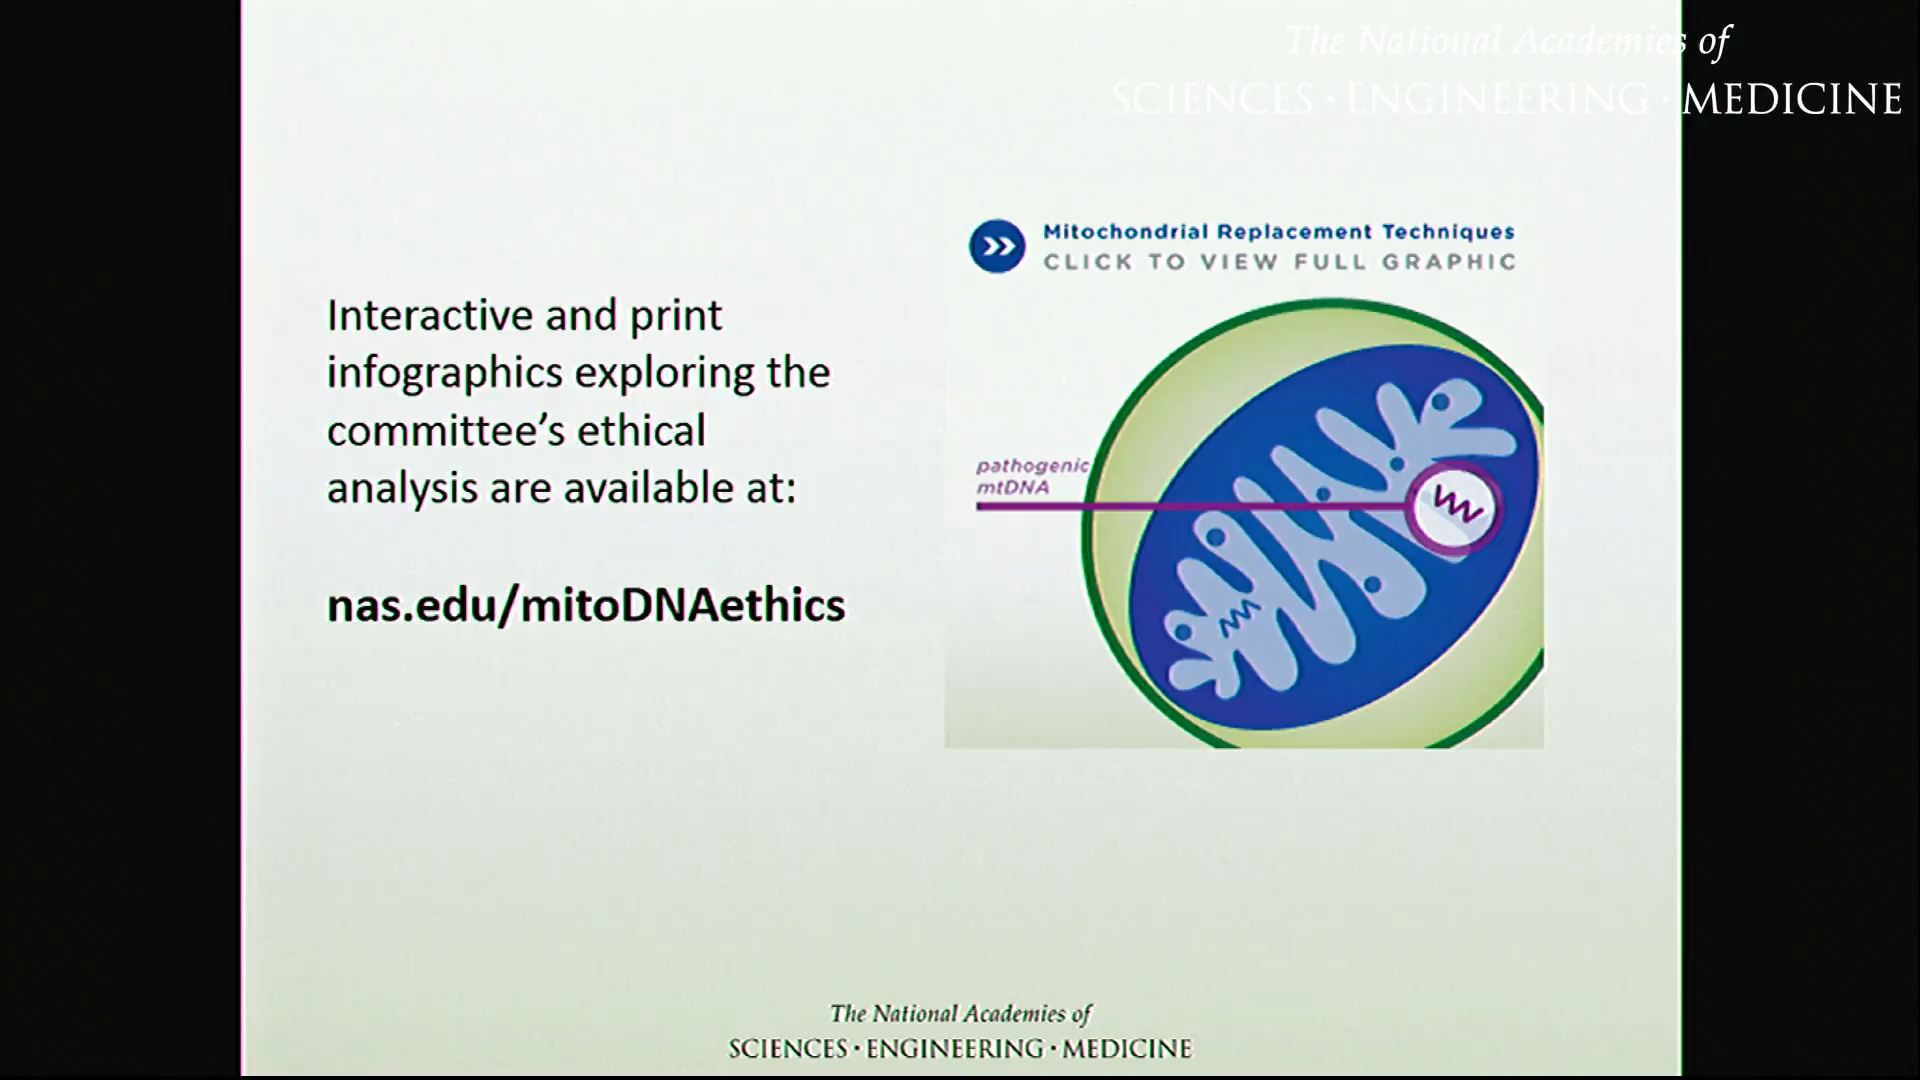 The National Academies of
SCIENCES · ENGINEERING · MEDICINE
Mitochondrial Replacement Techniques
CLICK TO VIEW FULL GRAPHIC
Interactive and print
infographics exploring the
committee’s ethical
analysis are available at:
nas.edu/mitoDNAethics
pathogenic
mtDNA
The National Academies of
SCIENCES · ENGINEERING · MEDICINE